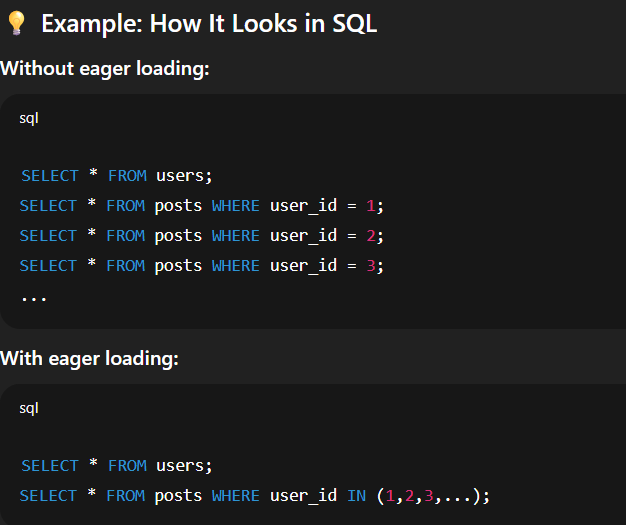 💡 Example: How It Looks in SQL
Without eager loading:
sql
SELECT * FROM users;
SELECT * FROM posts WHERE user_id = 1;
SELECT * FROM posts WHERE user_id = 2;
SELECT * FROM posts WHERE user_id = 3;
...
With eager loading:
sql
SELECT * FROM users;
SELECT * FROM posts WHERE user_id IN (1,2,3,...);